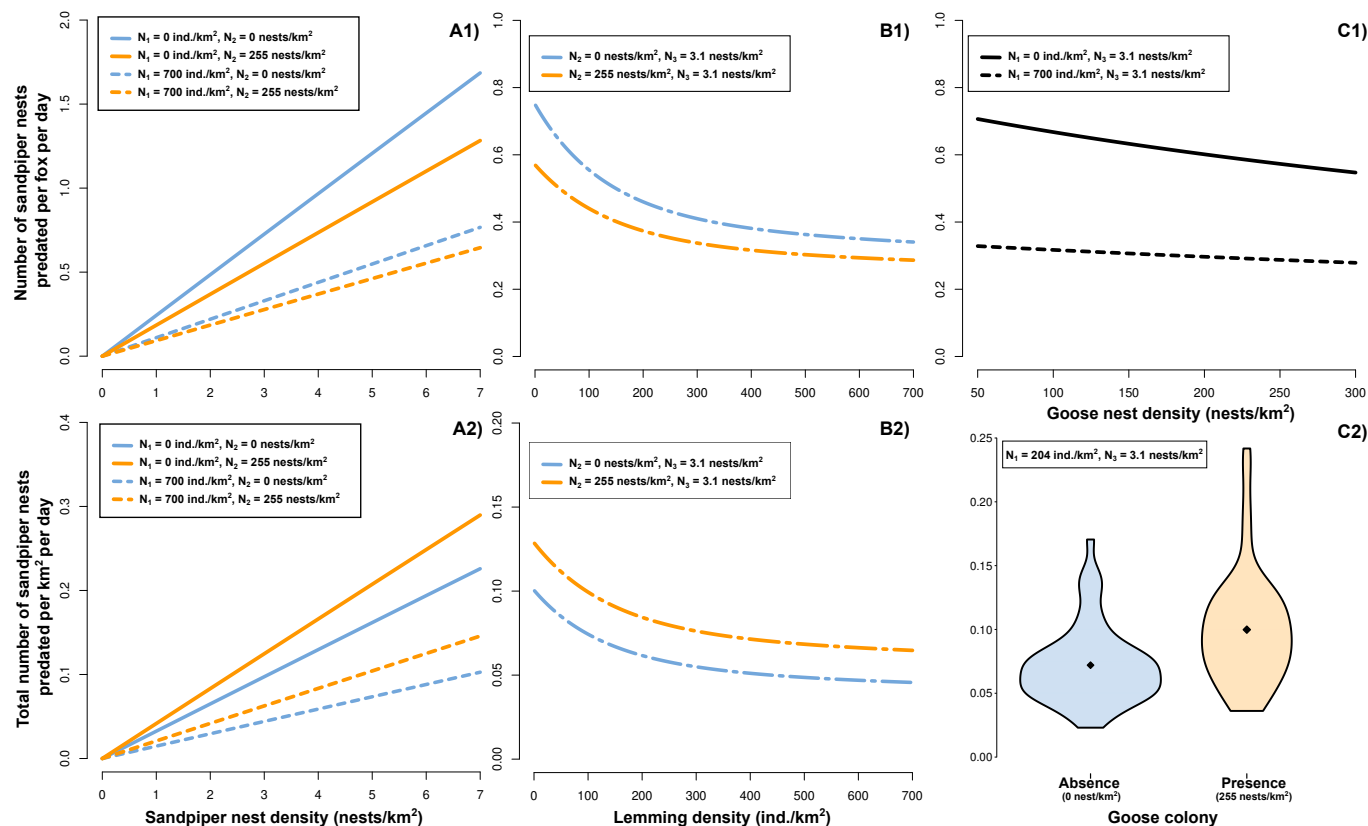 A1)
N₁ = 0 ind./km², N₂ = 0 nests/km²
N₁ = 0 ind./km², N₂ = 255 nests/km²
N₁ = 700 ind./km², N₂ = 0 nests/km²
N₁ = 700 ind./km², N₂ = 255 nests/km²
Number of sandpiper nests
predated per fox per day
0.0 0.5 1.0 1.5 2.0
0 1 2 3 4 5 6 7
B1)
N₂ = 0 nests/km², N₃ = 3.1 nests/km²
N₂ = 255 nests/km², N₃ = 3.1 nests/km²
0.0 0.2 0.4 0.6 0.8 1.0
0 100 200 300 400 500 600 700
C1)
N₁ = 0 ind./km², N₃ = 3.1 nests/km²
N₁ = 700 ind./km², N₃ = 3.1 nests/km²
0.0 0.2 0.4 0.6 0.8 1.0
50 100 150 200 250 300
Goose nest density (nests/km²)
A2)
N₁ = 0 ind./km², N₂ = 0 nests/km²
N₁ = 0 ind./km², N₂ = 255 nests/km²
N₁ = 700 ind./km², N₂ = 0 nests/km²
N₁ = 700 ind./km², N₂ = 255 nests/km²
Total number of sandpiper nests
predated per km² per day
0.0 0.1 0.2 0.3 0.4
0 1 2 3 4 5 6 7
Sandpiper nest density (nests/km²)
B2)
N₂ = 0 nests/km², N₃ = 3.1 nests/km²
N₂ = 255 nests/km², N₃ = 3.1 nests/km²
0.00 0.05 0.10 0.15 0.20
0 100 200 300 400 500 600 700
Lemming density (ind./km²)
C2)
N₁ = 204 ind./km², N₃ = 3.1 nests/km²
0.25
0.20
0.15
0.10
0.05
0.00
Absence Presence
(0 nest/km²) (255 nests/km²)
Goose colony